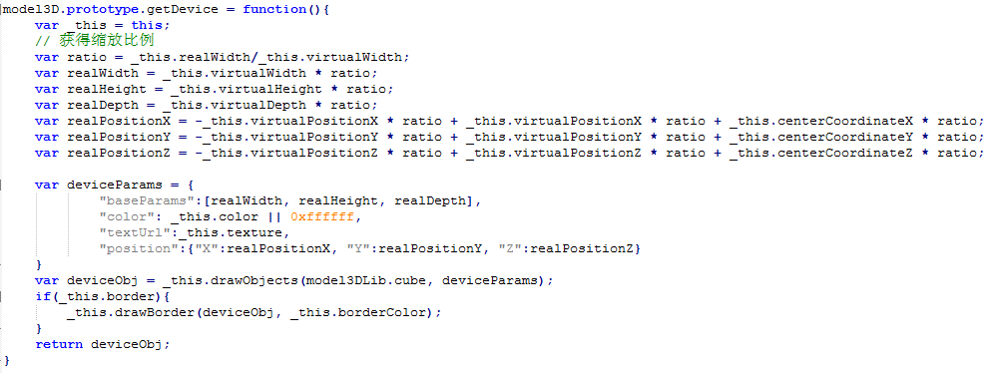 model3D.prototype.getDevice = function(){
    var _this = this;
    // 获得缩放比例
    var ratio = _this.realWidth/_this.virtualWidth;
    var realWidth = _this.virtualWidth * ratio;
    var realHeight = _this.virtualHeight * ratio;
    var realDepth = _this.virtualDepth * ratio;
    var realPositionX = -_this.virtualPositionX * ratio + _this.virtualPositionX * ratio + _this.centerCoordinateX * ratio;
    var realPositionY = -_this.virtualPositionY * ratio + _this.virtualPositionY * ratio + _this.centerCoordinateY * ratio;
    var realPositionZ = -_this.virtualPositionZ * ratio + _this.virtualPositionZ * ratio + _this.centerCoordinateZ * ratio;

    var deviceParams = {
            "baseParams":[realWidth, realHeight, realDepth],
            "color": _this.color || 0xffffff,
            "textUrl":_this.texture,
            "position":{"X":realPositionX, "Y":realPositionY, "Z":realPositionZ}
    }
    var deviceObj = _this.drawObjects(model3DLib.cube, deviceParams);
    if(_this.border){
        _this.drawBorder(deviceObj, _this.borderColor);
    }
    return deviceObj;
}